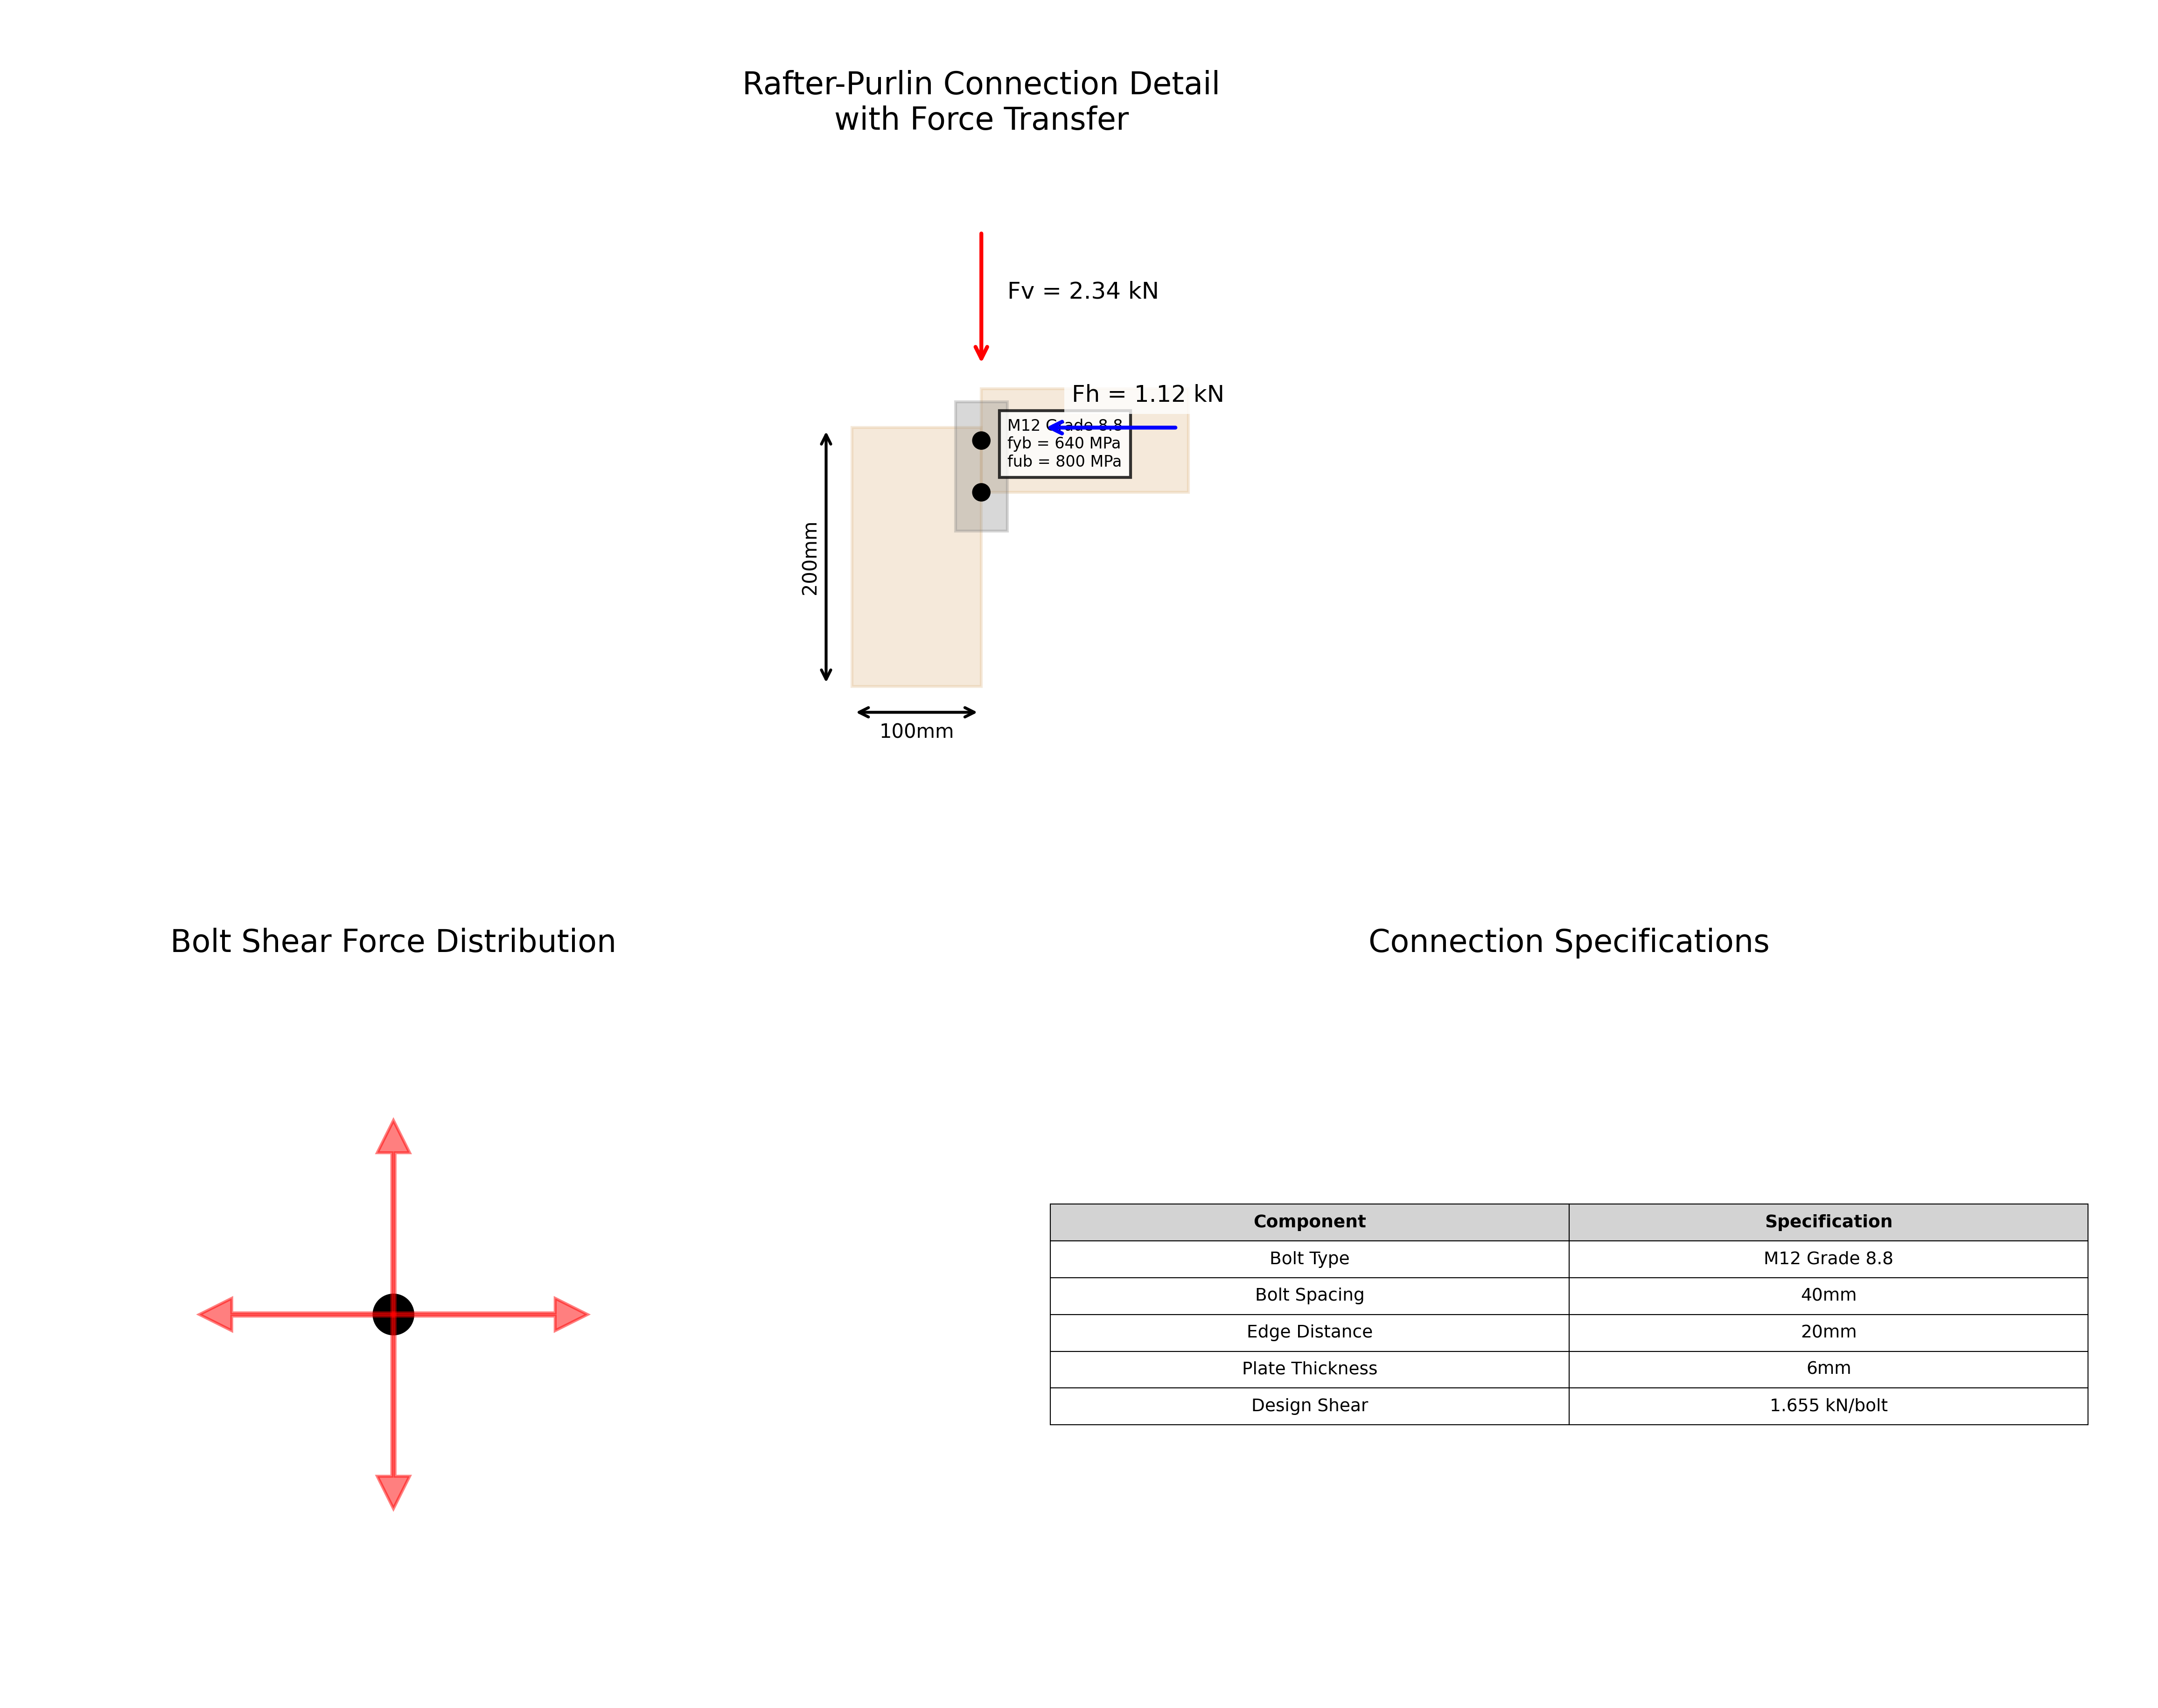 Rafter-Purlin Connection Detail
with Force Transfer
Fv = 2.34 kN
Fh = 1.12 kN
M12 Grade 8.8
fyb = 640 MPa
fub = 800 MPa
200mm
100mm
Bolt Shear Force Distribution
Connection Specifications
Component Specification
Bolt Type M12 Grade 8.8
Bolt Spacing 40mm
Edge Distance 20mm
Plate Thickness 6mm
Design Shear 1.655 kN/bolt